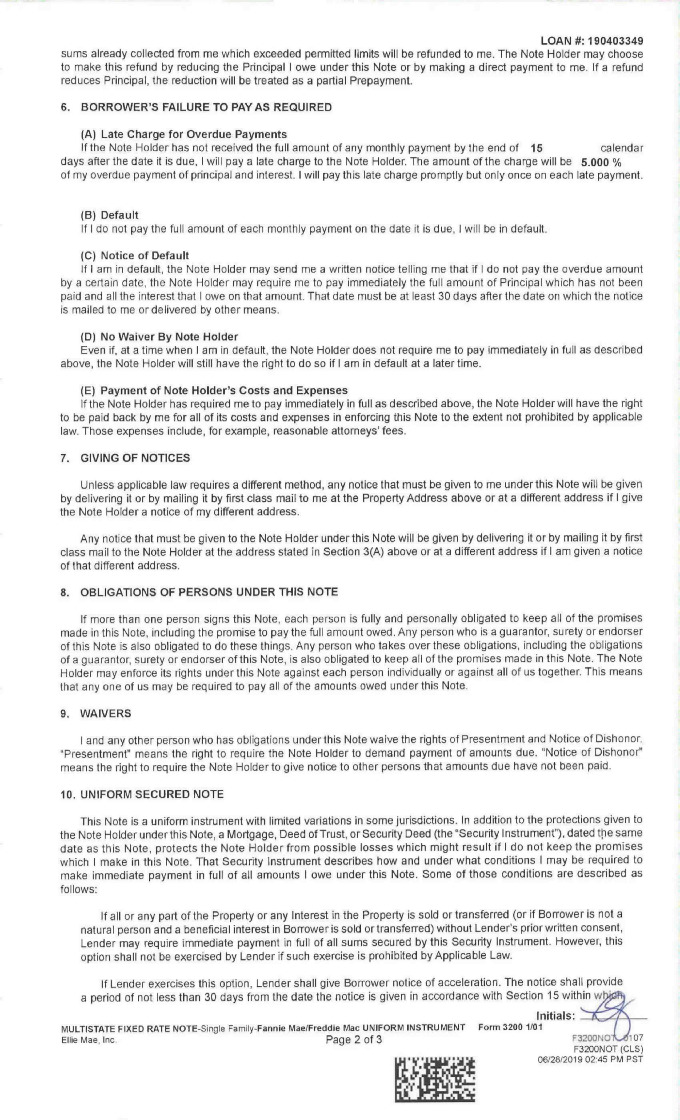 LOAN #: 190403349
sums already collected from me which exceeded permitted limits will be refunded to me. The Note Holder may choose
to make this refund by reducing the Principal I owe under this Note or by making a direct payment to me. If a refund
reduces Principal, the reduction will be treated as a partial Prepayment.
6. BORROWER'S FAILURE TO PAY AS REQUIRED
(A) Late Charge for Overdue Payments
If the Note Holder has not received the full amount of any monthly payment by the end of 15 calendar
days after the date it is due, I will pay a late charge to the Note Holder. The amount of the charge will be 5.000 %
of my overdue payment of principal and interest. I will pay this late charge promptly but only once on each late payment.
(B) Default
If I do not pay the full amount of each monthly payment on the date it is due, I will be in default.
(C) Notice of Default
If I am in default, the Note Holder may send me a written notice telling me that if I do not pay the overdue amount
by a certain date, the Note Holder may require me to pay immediately the full amount of Principal which has not been
paid and all the interest that I owe on that amount. That date must be at least 30 days after the date on which the notice
is mailed to me or delivered by other means.
(D) No Waiver By Note Holder
Even if, at a time when I am in default, the Note Holder does not require me to pay immediately in full as described
above, the Note Holder will still have the right to do so if I am in default at a later time.
(E) Payment of Note Holder's Costs and Expenses
If the Note Holder has required me to pay immediately in full as described above, the Note Holder will have the right
to be paid back by me for all of its costs and expenses in enforcing this Note to the extent not prohibited by applicable
law. Those expenses include, for example, reasonable attorneys' fees.
7. GIVING OF NOTICES
Unless applicable law requires a different method, any notice that must be given to me under this Note will be given
by delivering it or by mailing it by first class mail to me at the Property Address above or at a different address if I give
the Note Holder a notice of my different address.
Any notice that must be given to the Note Holder under this Note will be given by delivering it or by mailing it by first
class mail to the Note Holder at the address stated in Section 3(A) above or at a different address if I am given a notice
of that different address.
8. OBLIGATIONS OF PERSONS UNDER THIS NOTE
If more than one person signs this Note, each person is fully and personally obligated to keep all of the promises
made in this Note, including the promise to pay the full amount owed. Any person who is a guarantor, surety or endorser
of this Note is also obligated to do these things. Any person who takes over these obligations, including the obligations
of a guarantor, surety or endorser of this Note, is also obligated to keep all of the promises made in this Note. The Note
Holder may enforce its rights under this Note against each person individually or against all of us together. This means
that any one of us may be required to pay all of the amounts owed under this Note.
9. WAIVERS
I and any other person who has obligations under this Note waive the rights of Presentment and Notice of Dishonor.
"Presentment" means the right to require the Note Holder to demand payment of amounts due. "Notice of Dishonor"
means the right to require the Note Holder to give notice to other persons that amounts due have not been paid.
10. UNIFORM SECURED NOTE
This Note is a uniform instrument with limited variations in some jurisdictions. In addition to the protections given to
the Note Holder under this Note, a Mortgage, Deed of Trust, or Security Deed (the "Security Instrument"), dated the same
date as this Note, protects the Note Holder from possible losses which might result if I do not keep the promises
which I make in this Note. That Security Instrument describes how and under what conditions I may be required to
make immediate payment in full of all amounts I owe under this Note. Some of those conditions are described as
follows:
If all or any part of the Property or any Interest in the Property is sold or transferred (or if Borrower is not a
natural person and a beneficial interest in Borrower is sold or transferred) without Lender's prior written consent,
Lender may require immediate payment in full of all sums secured by this Security Instrument. However, this
option shall not be exercised by Lender if such exercise is prohibited by Applicable Law.
If Lender exercises this option, Lender shall give Borrower notice of acceleration. The notice shall provide
a period of not less than 30 days from the date the notice is given in accordance with Section 15 within which
Initials:
MULTISTATE FIXED RATE NOTE-Single Family-Fannie Mae/Freddie Mac UNIFORM INSTRUMENT Form 3200 1/01
Ellie Mae, Inc. Page 2 of 3 F3200NOT 0107
F3200NOT (CLS)
06/28/2019 02:45 PM PST